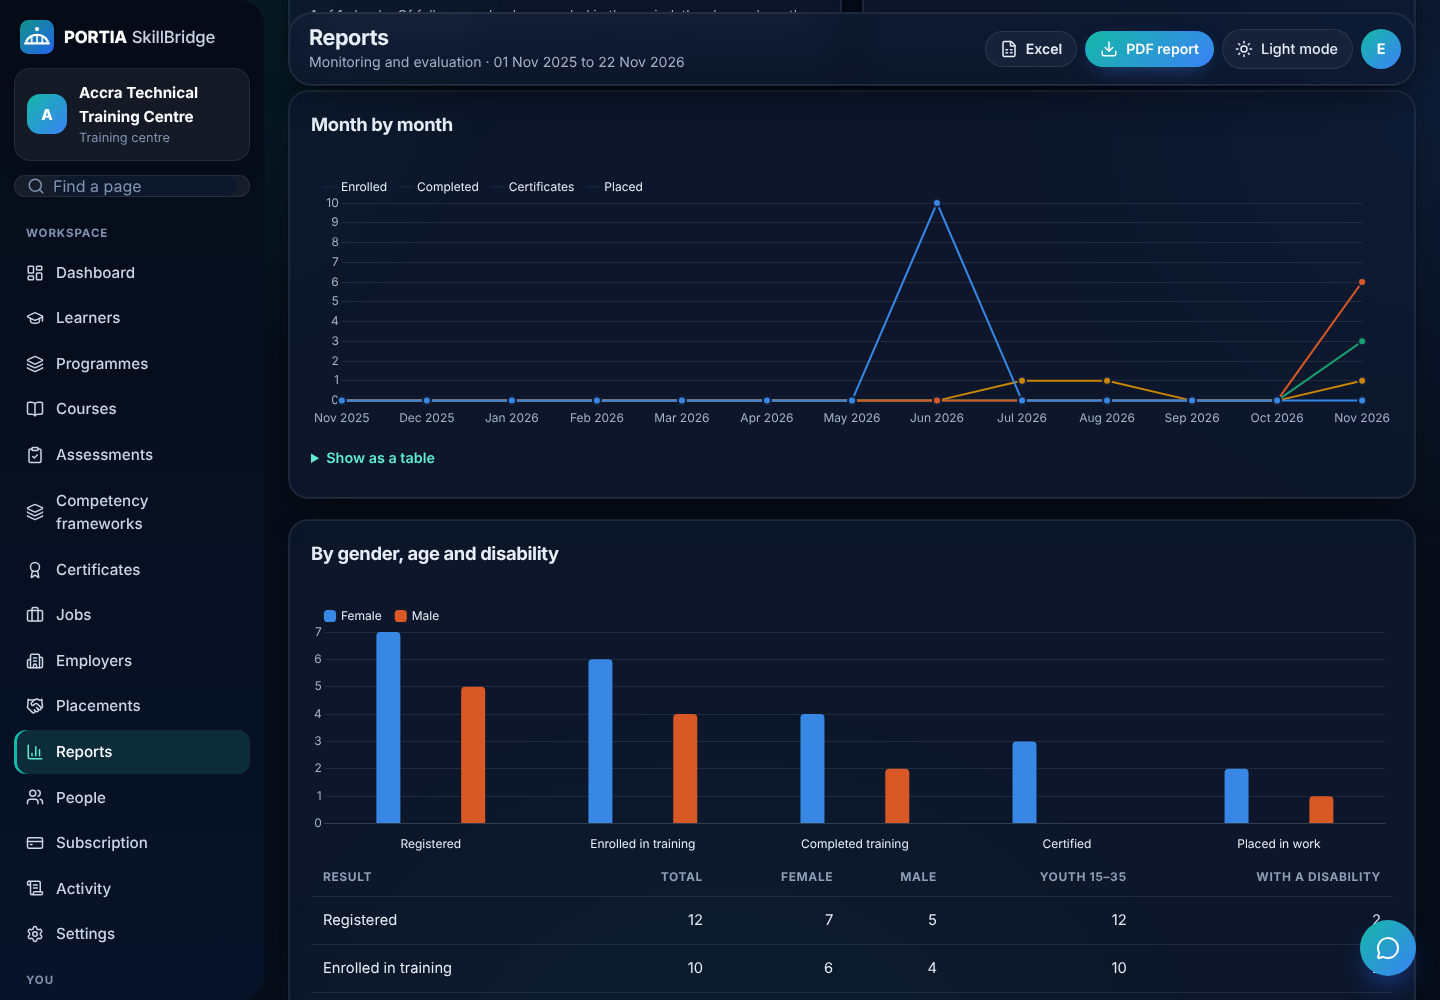 PORTIA SkillBridge
Accra Technical
Training Centre
Training centre
A
Find a page
WORKSPACE
Dashboard
Learners
Programmes
Courses
Assessments
Competency
frameworks
Certificates
Jobs
Employers
Placements
Reports
People
Subscription
Activity
Settings
YOU
Reports
Monitoring and evaluation · 01 Nov 2025 to 22 Nov 2026
Excel
PDF report
Light mode
E
Month by month
Enrolled Completed Certificates Placed
10
9
8
7
6
5
4
3
2
1
0
Nov 2025 Dec 2025 Jan 2026 Feb 2026 Mar 2026 Apr 2026 May 2026 Jun 2026 Jul 2026 Aug 2026 Sep 2026 Oct 2026 Nov 2026
Show as a table
By gender, age and disability
Female Male
7
6
5
4
3
2
1
0
Registered Enrolled in training Completed training Certified Placed in work
RESULT TOTAL FEMALE MALE YOUTH 15–35 WITH A DISABILITY
Registered 12 7 5 12 2
Enrolled in training 10 6 4 10